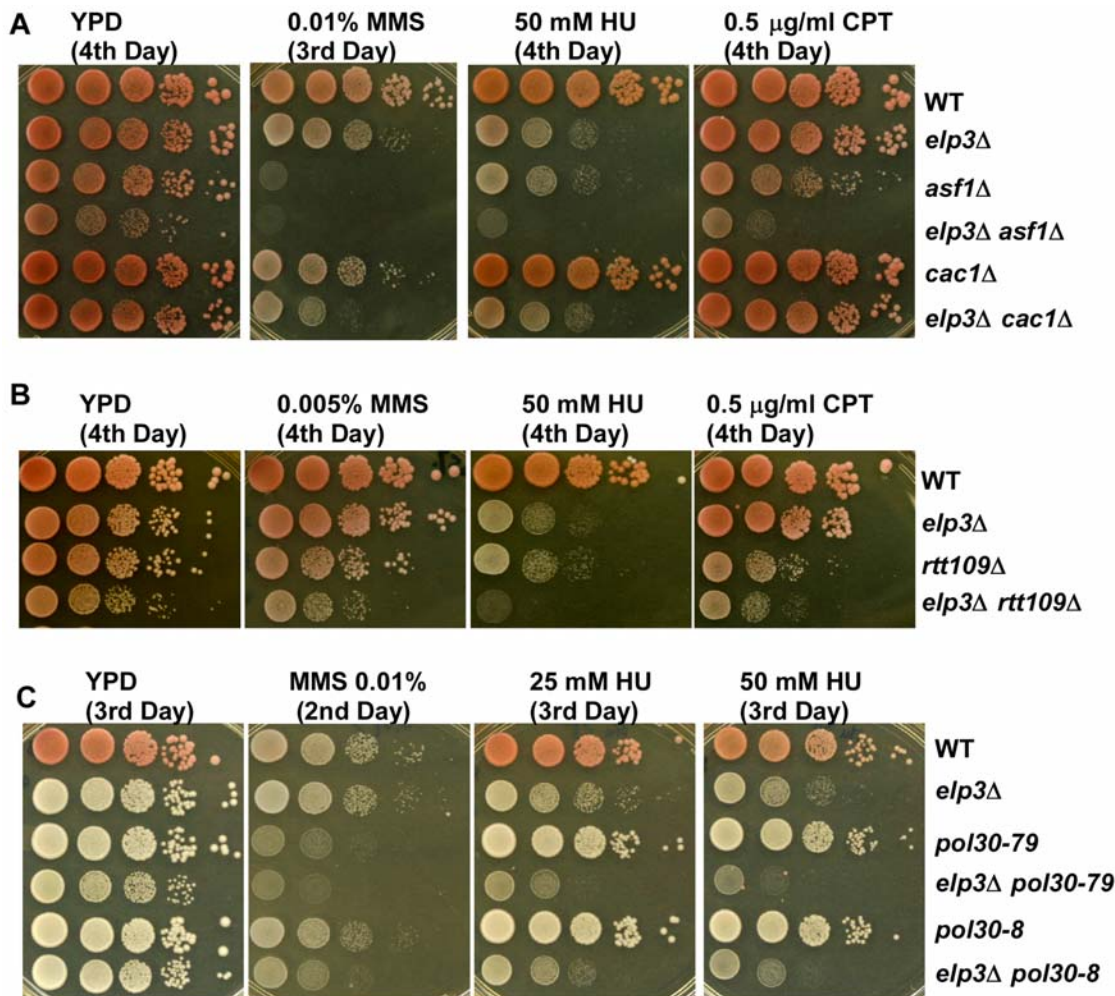 A
YPD
(4th Day)
0.01% MMS
(3rd Day)
50 mM HU
(4th Day)
0.5 μg/ml CPT
(4th Day)
WT
elp3Δ
asf1Δ
elp3Δ asf1Δ
cac1Δ
elp3Δ cac1Δ
B
YPD
(4th Day)
0.005% MMS
(4th Day)
50 mM HU
(4th Day)
0.5 μg/ml CPT
(4th Day)
WT
elp3Δ
rtt109Δ
elp3Δ rtt109Δ
C
YPD
(3rd Day)
MMS 0.01%
(2nd Day)
25 mM HU
(3rd Day)
50 mM HU
(3rd Day)
WT
elp3Δ
pol30-79
elp3Δ pol30-79
pol30-8
elp3Δ pol30-8